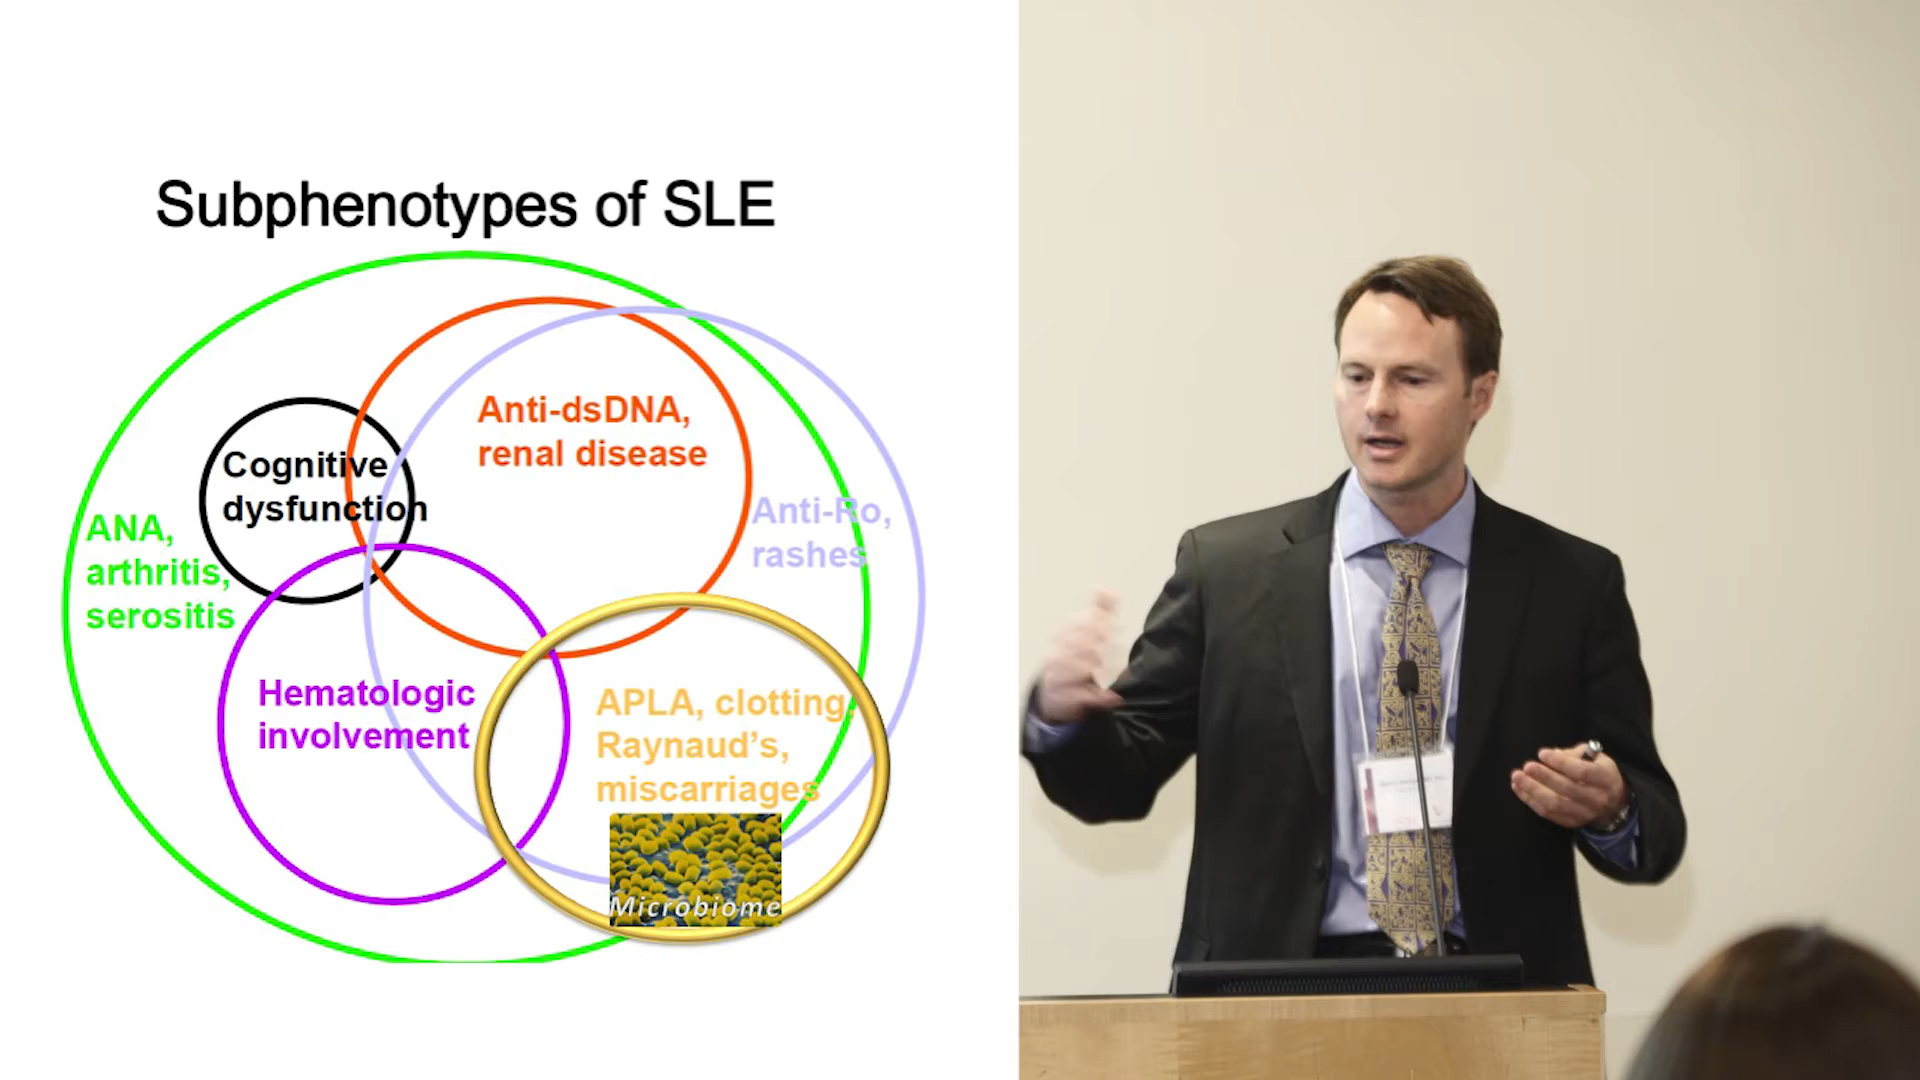 Subphenotypes of SLE
Anti-dsDNA,
renal disease
Cognitive
dysfunction
Anti-Ro,
rashes
ANA,
arthritis,
serositis
Hematologic
involvement
APLA, clotting,
Raynaud's,
miscarriages
Microbiome